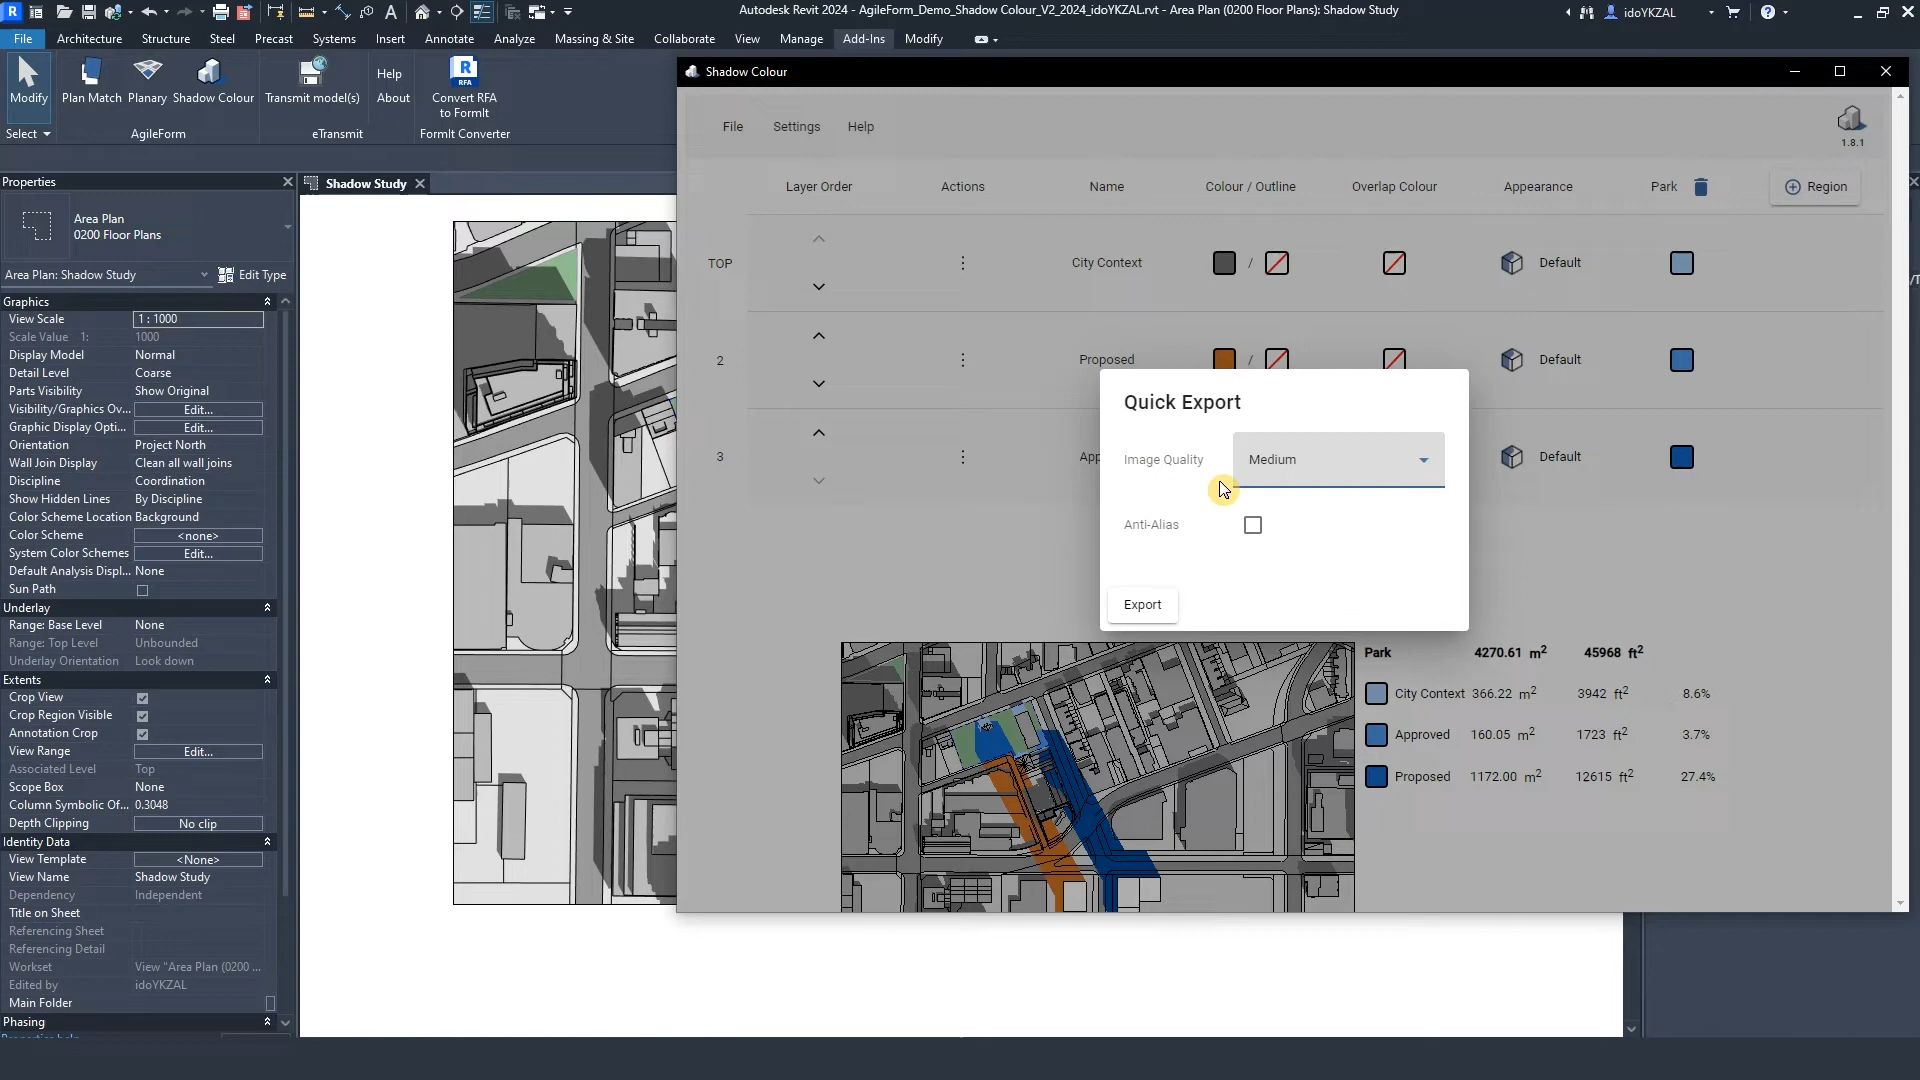 Autodesk Revit 2024 - AgileForm_Demo_Shadow Colour_V2_2024_idoYKZAL.rvt - Area Plan (0200 Floor Plans): Shadow Study
idoYKZAL
File Architecture Structure Steel Precast Systems Insert Annotate Analyze Massing & Site Collaborate View Manage Add-Ins Modify
Modify
Plan Match Planary Shadow Colour
Transmit model(s)
Help
About
RFA
Convert RFA
to FormIt
Select
AgileForm
eTransmit
FormIt Converter
Properties
Area Plan
0200 Floor Plans
Area Plan: Shadow Study
Edit Type
Graphics
View Scale 1 : 1000
Scale Value 1: 1000
Display Model Normal
Detail Level Coarse
Parts Visibility Show Original
Visibility/Graphics Ov... Edit...
Graphic Display Opti... Edit...
Orientation Project North
Wall Join Display Clean all wall joins
Discipline Coordination
Show Hidden Lines By Discipline
Color Scheme Location Background
Color Scheme <none>
System Color Schemes Edit...
Default Analysis Displ... None
Sun Path
Underlay
Range: Base Level None
Range: Top Level Unbounded
Underlay Orientation Look down
Extents
Crop View
Crop Region Visible
Annotation Crop
View Range Edit...
Associated Level Top
Scope Box None
Column Symbolic Of... 0.3048
Depth Clipping No clip
Identity Data
View Template <None>
View Name Shadow Study
Dependency Independent
Title on Sheet
Referencing Sheet
Referencing Detail
Workset View "Area Plan (0200 ...
Edited by idoYKZAL
Main Folder
Phasing
Shadow Study
Shadow Colour
File Settings Help
1.8.1
Layer Order Actions Name Colour / Outline Overlap Colour Appearance Park Region
TOP City Context / Default
2 Proposed / Default
3 App Default
Quick Export
Image Quality Medium
Anti-Alias
Export
Park 4270.61 m² 45968 ft²
City Context 366.22 m² 3942 ft² 8.6%
Approved 160.05 m² 1723 ft² 3.7%
Proposed 1172.00 m² 12615 ft² 27.4%